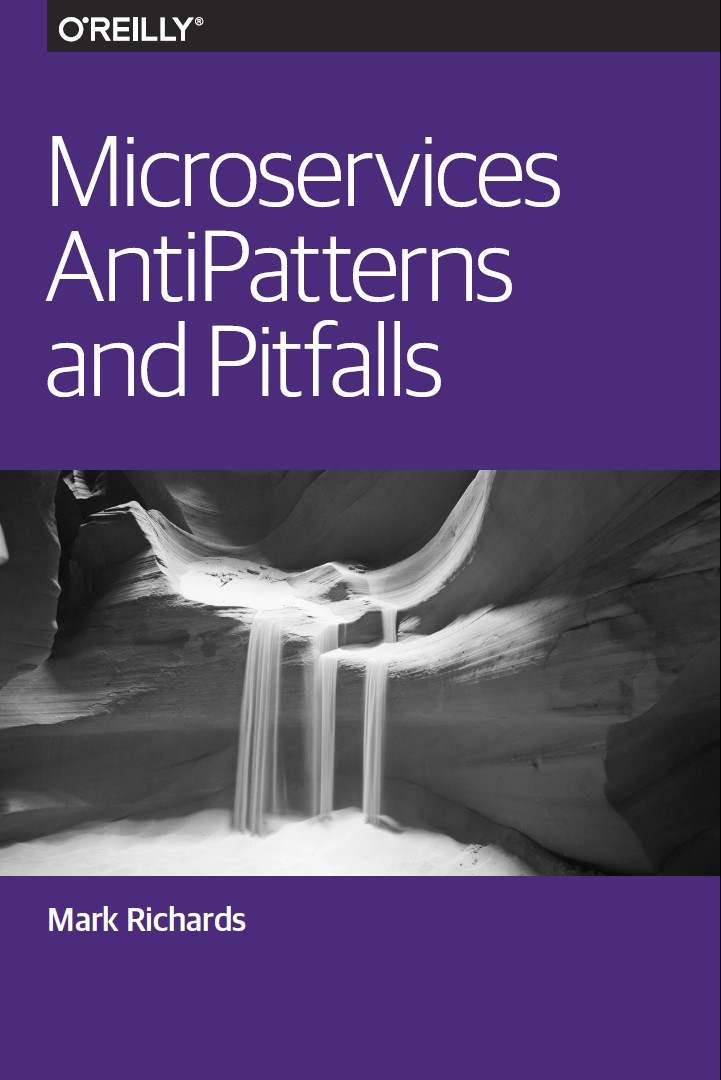 O'REILLY®
Microservices
AntiPatterns
and Pitfalls
Mark Richards